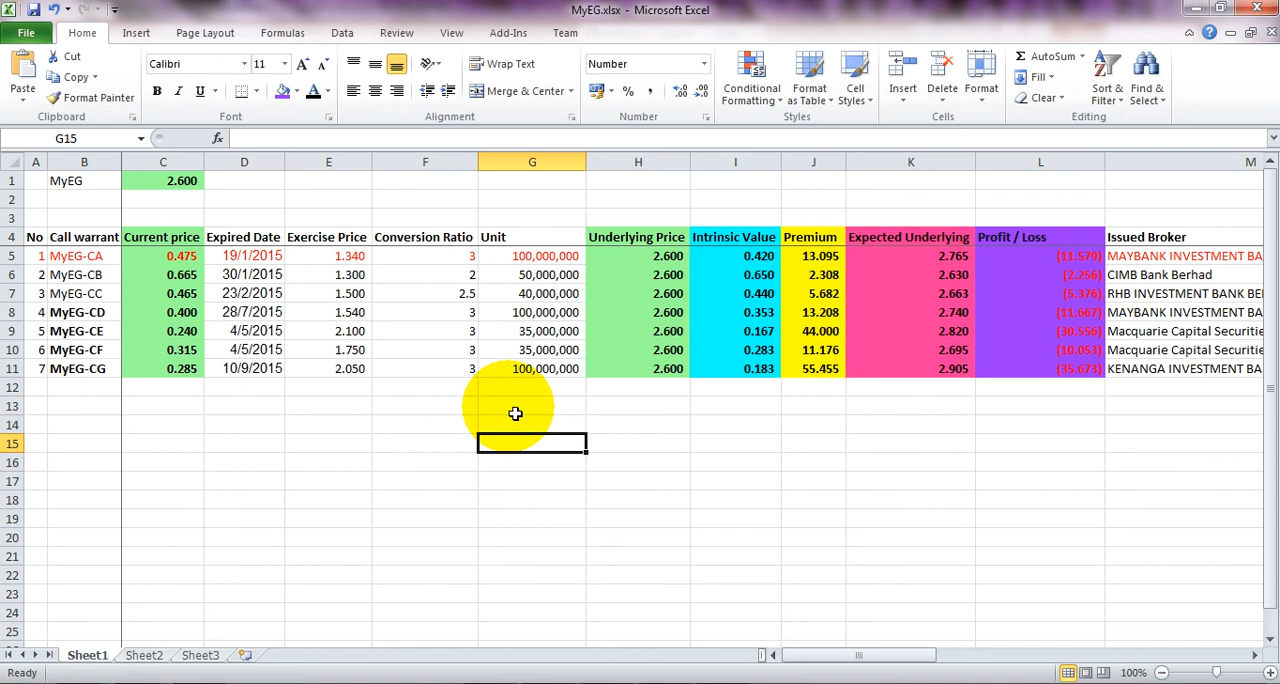 MyEG.xlsx - Microsoft Excel
File Home Insert Page Layout Formulas Data Review View Add-Ins Team
Paste
Cut
Copy
Format Painter
Clipboard
Calibri 11 A A
B I U A
Font
Wrap Text
Merge & Center
Alignment
Number
% , .0 .00 .00 .0
Number
Conditional Formatting
Format as Table
Cell Styles
Styles
Insert Delete Format
Cells
Σ AutoSum
Fill
Clear
Sort & Filter
Find & Select
Editing
G15 fx
A B C D E F G H I J K L M
1 MyEG 2.600
2
3
4 No Call warrant Current price Expired Date Exercise Price Conversion Ratio Unit Underlying Price Intrinsic Value Premium Expected Underlying Profit / Loss Issued Broker
5 1 MyEG-CA 0.475 19/1/2015 1.340 3 100,000,000 2.600 0.420 13.095 2.765 (11.579) MAYBANK INVESTMENT BA
6 2 MyEG-CB 0.665 30/1/2015 1.300 2 50,000,000 2.600 0.650 2.308 2.630 (2.256) CIMB Bank Berhad
7 3 MyEG-CC 0.465 23/2/2015 1.500 2.5 40,000,000 2.600 0.440 5.682 2.663 (5.376) RHB INVESTMENT BANK BE
8 4 MyEG-CD 0.400 28/7/2015 1.540 3 100,000,000 2.600 0.353 13.208 2.740 (11.667) MAYBANK INVESTMENT BA
9 5 MyEG-CE 0.240 4/5/2015 2.100 3 35,000,000 2.600 0.167 44.000 2.820 (30.556) Macquarie Capital Securitie
10 6 MyEG-CF 0.315 4/5/2015 1.750 3 35,000,000 2.600 0.283 11.176 2.695 (10.053) Macquarie Capital Securitie
11 7 MyEG-CG 0.285 10/9/2015 2.050 3 100,000,000 2.600 0.183 55.455 2.905 (35.673) KENANGA INVESTMENT BA
12
13
14
15
16
17
18
19
20
21
22
23
24
25
Sheet1 Sheet2 Sheet3
Ready 100%